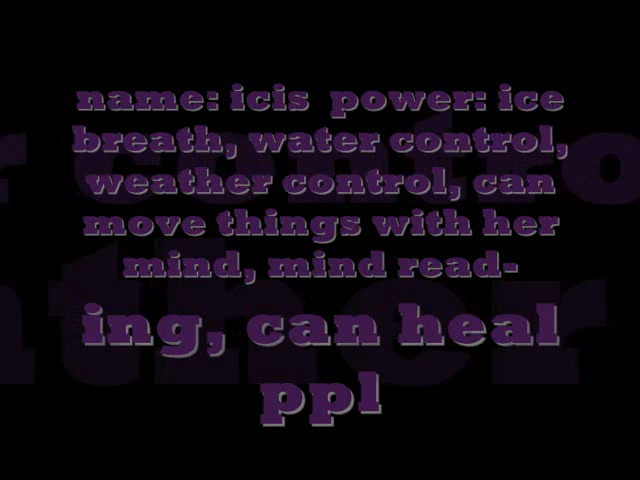 name: icis power: ice
breath, water control,
weather control, can
move things with her
mind, mind read-
ing, can heal
ppl